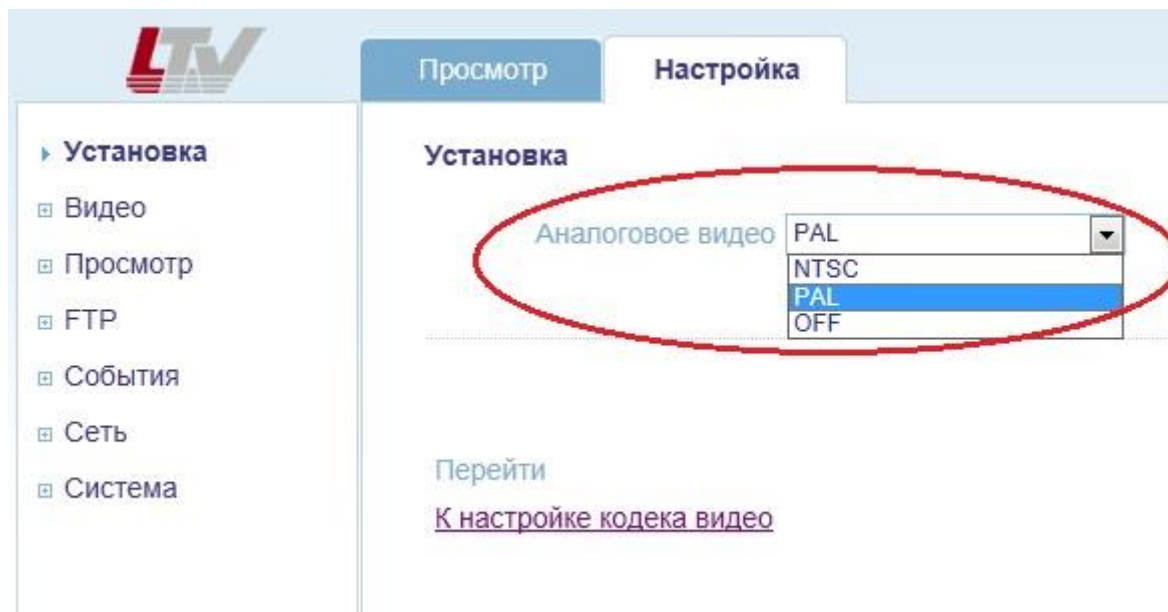 LTV
Просмотр
Настройка
Установка
Видео
Просмотр
FTP
События
Сеть
Система
Установка
Аналоговое видео PAL
NTSC
PAL
OFF
Перейти
К настройке кодека видео